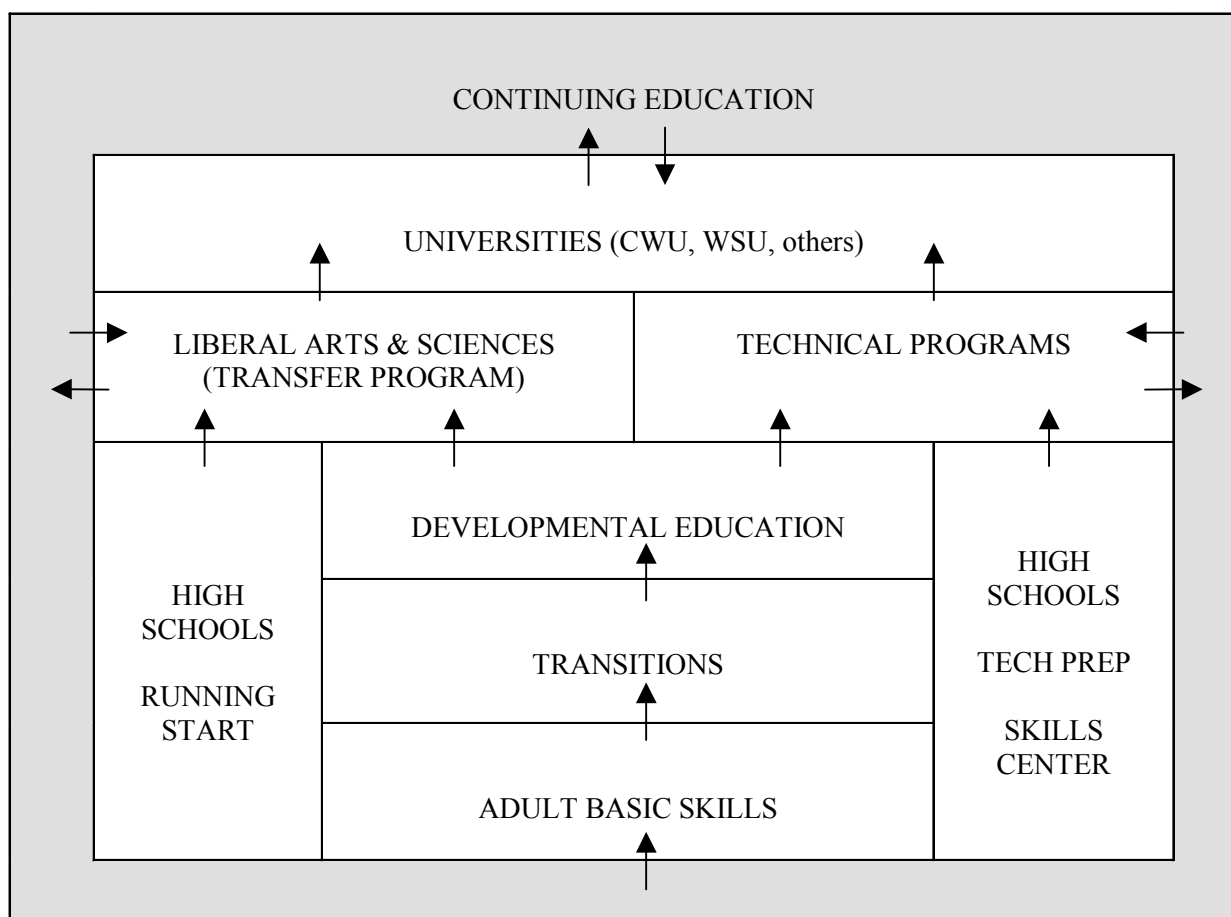 CONTINUING EDUCATION
UNIVERSITIES (CWU, WSU, others)
LIBERAL ARTS & SCIENCES
(TRANSFER PROGRAM)
TECHNICAL PROGRAMS
HIGH
SCHOOLS
RUNNING
START
DEVELOPMENTAL EDUCATION
TRANSITIONS
ADULT BASIC SKILLS
HIGH
SCHOOLS
TECH PREP
SKILLS
CENTER